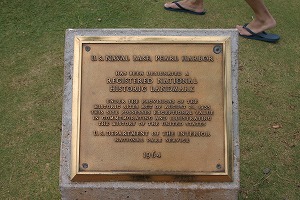 U.S. NAVAL BASE, PEARL HARBOR
HAS BEEN DESIGNATED A
REGISTERED NATIONAL
HISTORIC LANDMARK
UNDER THE PROVISIONS OF THE
HISTORIC SITES ACT OF AUGUST 21, 1935
THIS SITE POSSESSES EXCEPTIONAL VALUE
IN COMMEMORATING AND ILLUSTRATING
THE HISTORY OF THE UNITED STATES
U.S. DEPARTMENT OF THE INTERIOR
NATIONAL PARK SERVICE
1964